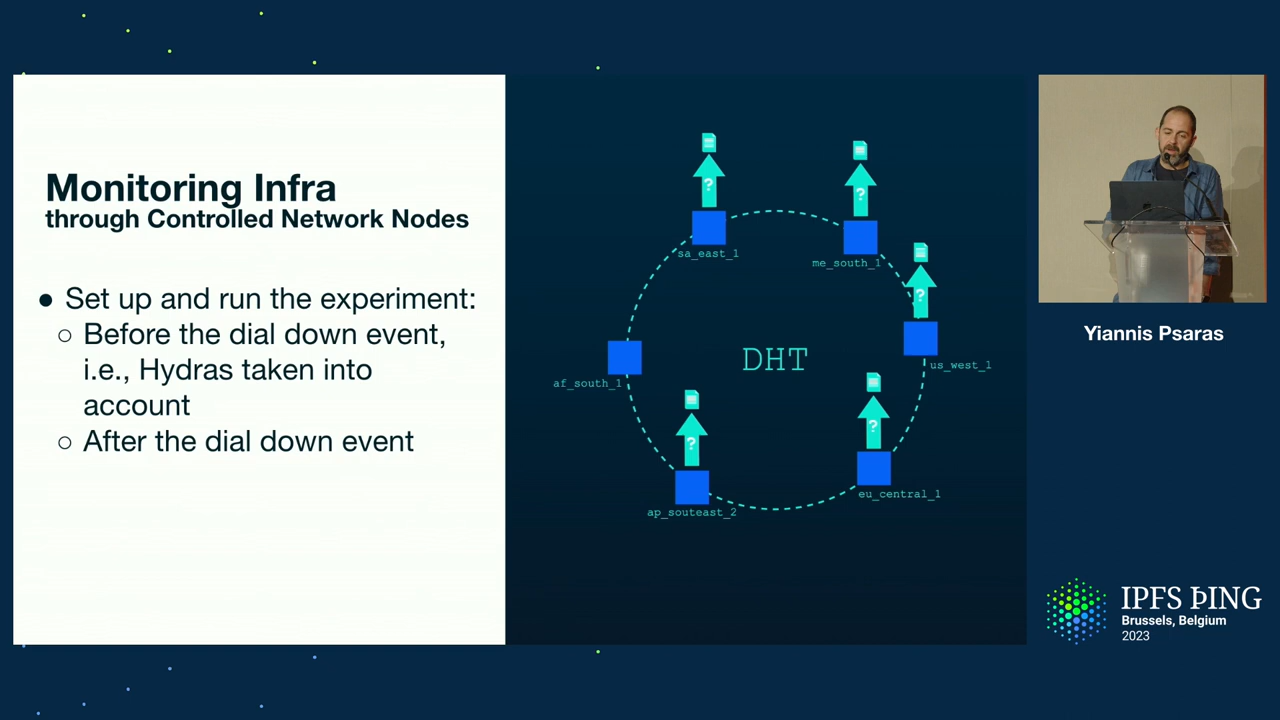 Monitoring Infra
through Controlled Network Nodes
● Set up and run the experiment:
○ Before the dial down event,
i.e., Hydras taken into
account
○ After the dial down event
?
?
sa_east_1
me_south_1
?
DHT
us_west_1
af_south_1
?
?
eu_central_1
ap_souteast_2
Yiannis Psaras
IPFS ÞING
Brussels, Belgium
2023